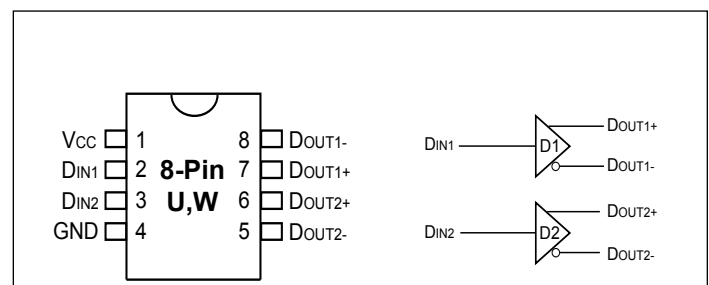 Vcc 1 8 DOUT1-
DIN1 2 8-Pin 7 DOUT1+
DIN2 3 U,W 6 DOUT2+
GND 4 5 DOUT2-
DIN1 D1 DOUT1+
DOUT1-
DIN2 D2 DOUT2+
DOUT2-